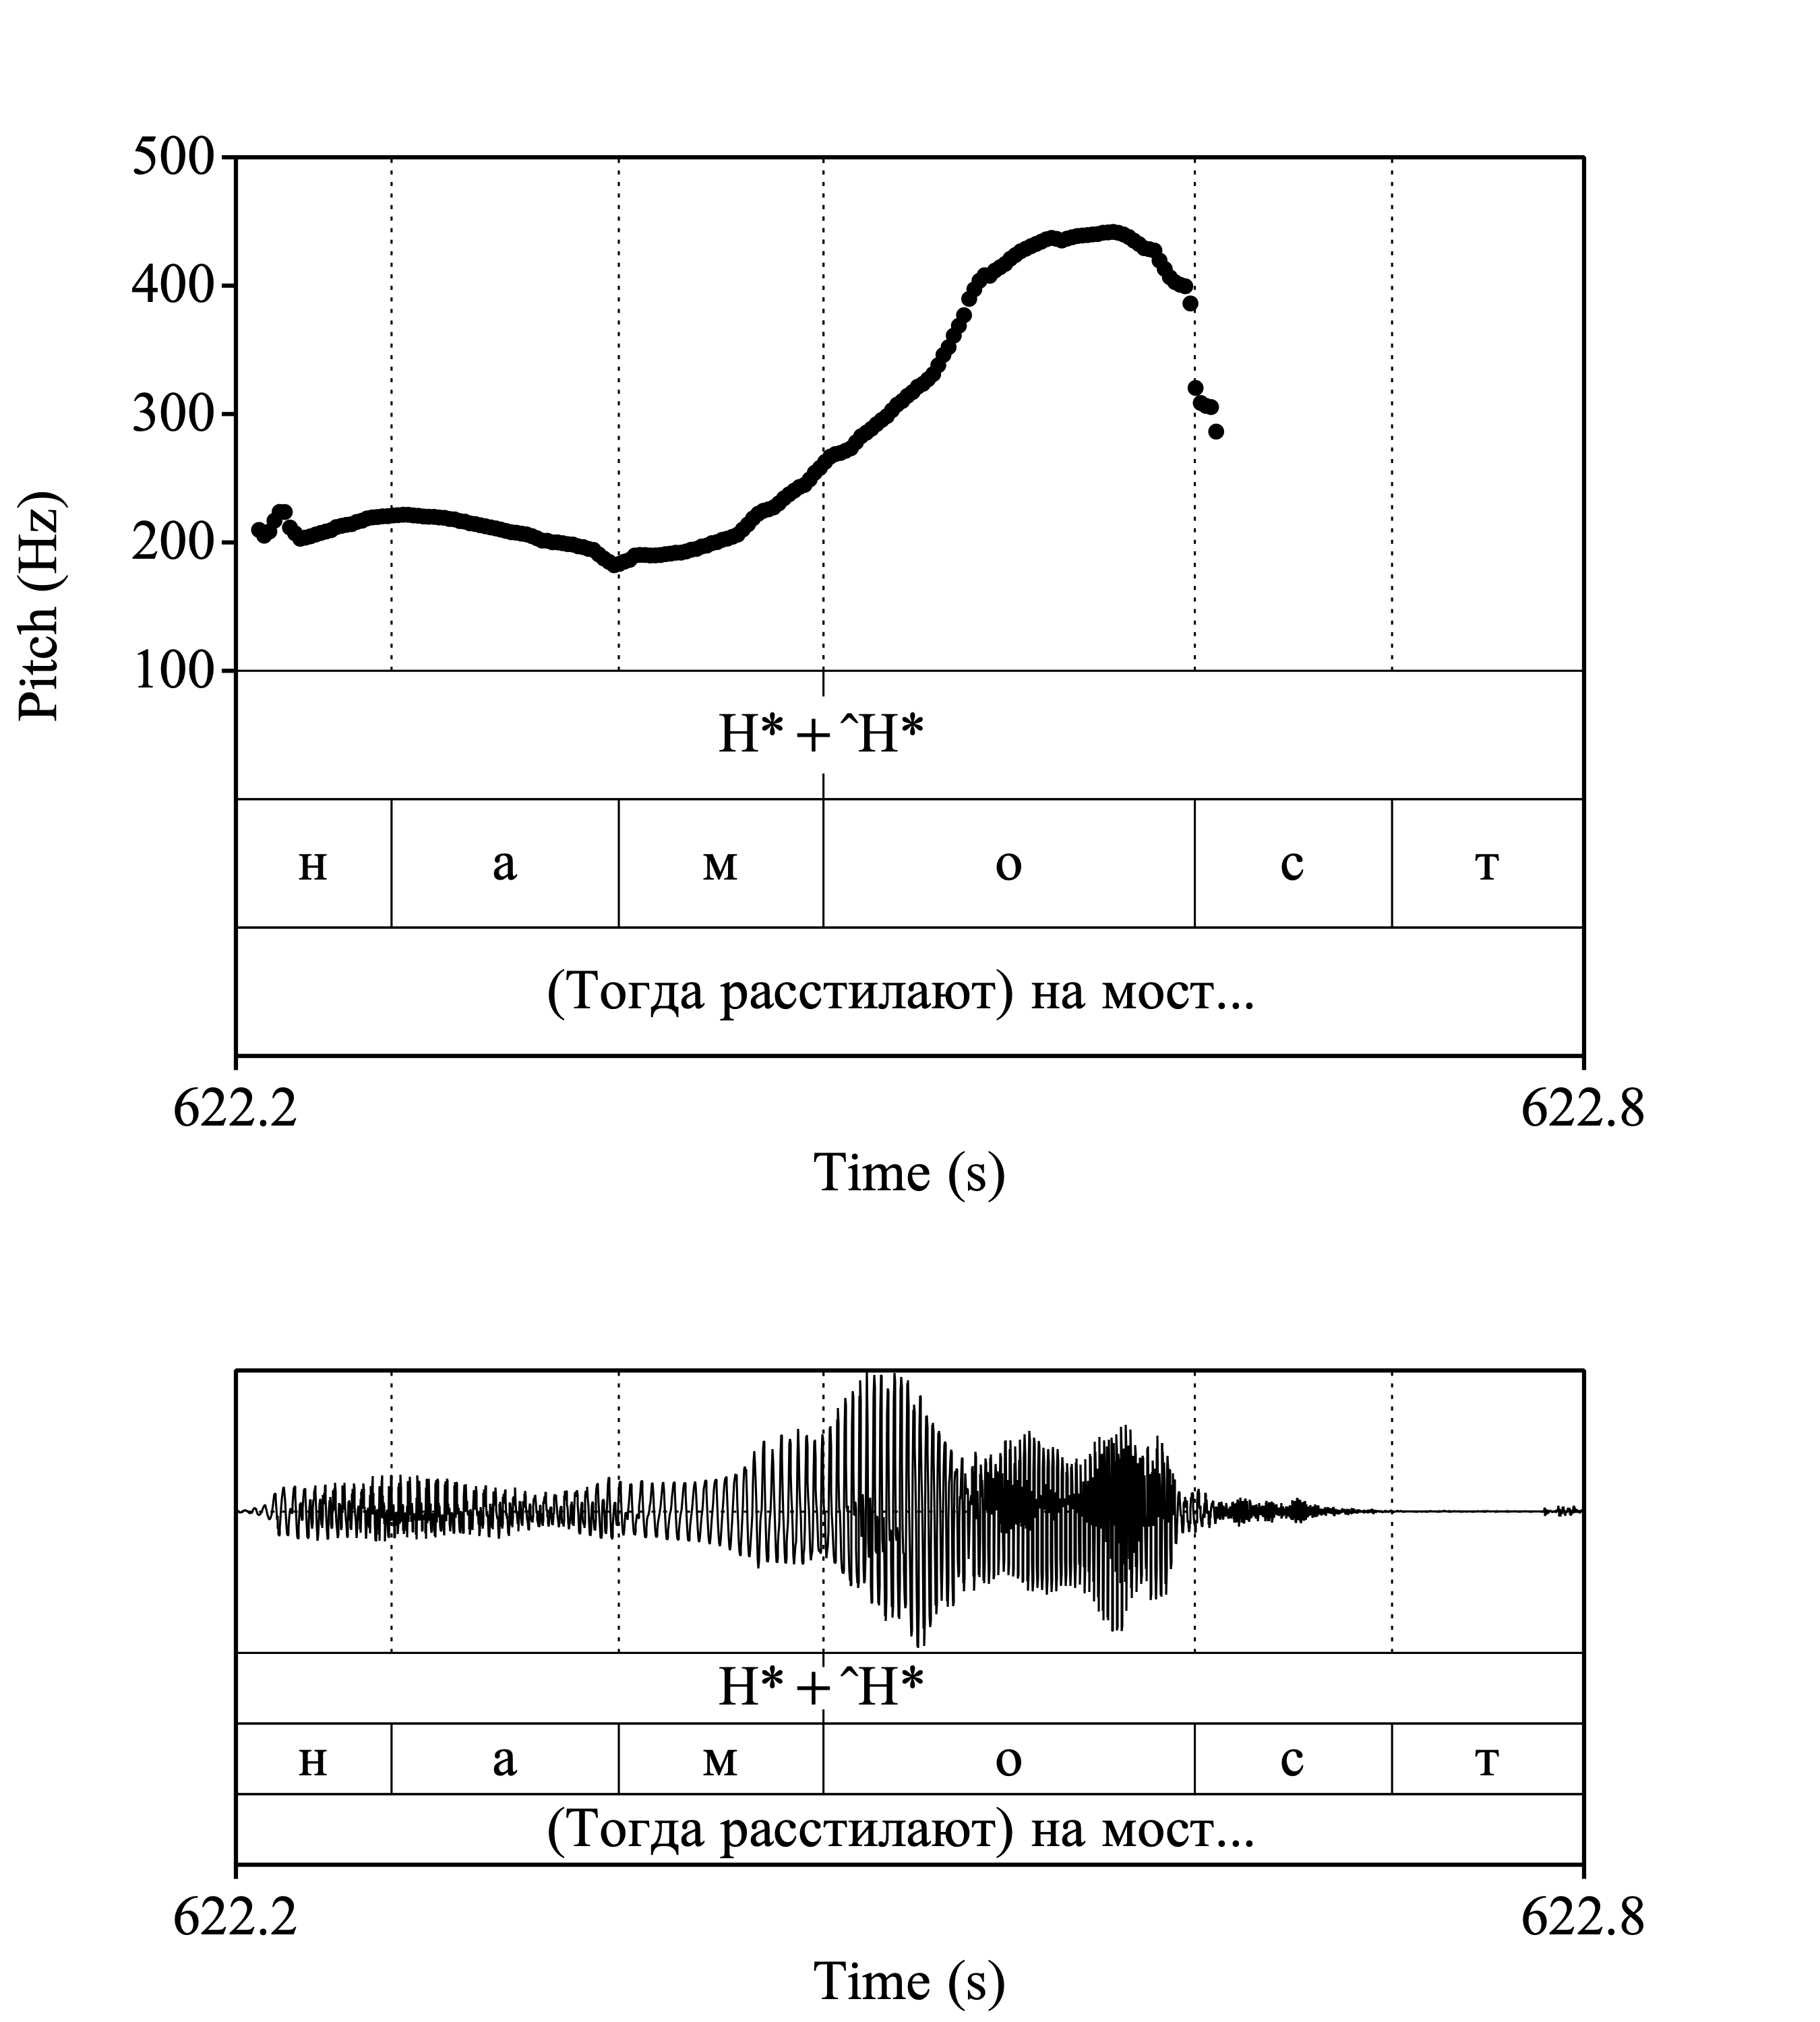 500
400
300
200
100
Pitch (Hz)
H* + ^H*
н а м о с т
(Тогда расстилают) на мост...
622.2 622.8
Time (s)
H* + ^H*
н а м о с т
(Тогда расстилают) на мост...
622.2 622.8
Time (s)